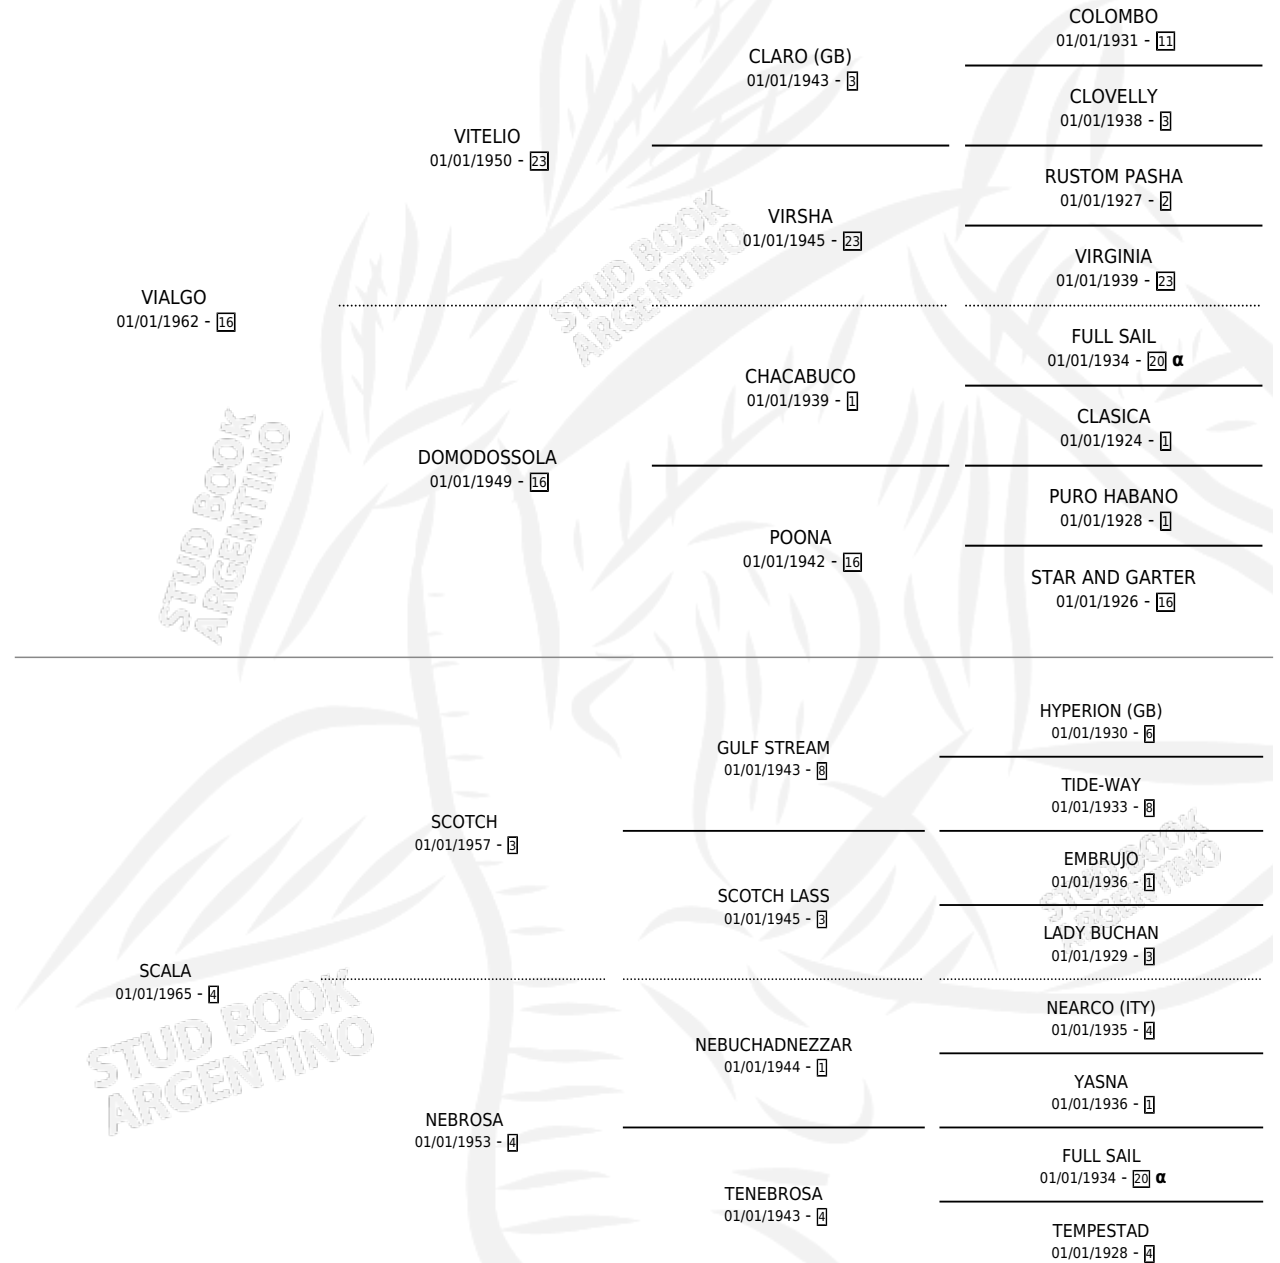 COLOMBO
01/01/1931 - 11
CLARO (GB)
01/01/1943 - 3
CLOVELLY
01/01/1938 - 3
VITELIO
01/01/1950 - 23
RUSTOM PASHA
01/01/1927 - 2
VIRSHA
01/01/1945 - 23
VIRGINIA
01/01/1939 - 23
VIALGO
01/01/1962 - 16
FULL SAIL
01/01/1934 - 20 α
CHACABUCO
01/01/1939 - 1
CLASICA
01/01/1924 - 1
DOMODOSSOLA
01/01/1949 - 16
PURO HABANO
01/01/1928 - 1
POONA
01/01/1942 - 16
STAR AND GARTER
01/01/1926 - 16
STUD BOOK
ARGENTINO
STUD BOOK
ARGENTINO
HYPERION (GB)
01/01/1930 - 6
GULF STREAM
01/01/1943 - 8
TIDE-WAY
01/01/1933 - 8
SCOTCH
01/01/1957 - 3
EMBRUJO
01/01/1936 - 1
SCOTCH LASS
01/01/1945 - 3
LADY BUCHAN
01/01/1929 - 3
SCALA
01/01/1965 - 4
NEARCO (ITY)
01/01/1935 - 4
NEBUCHADNEZZAR
01/01/1944 - 1
YASNA
01/01/1936 - 1
NEBROSA
01/01/1953 - 4
FULL SAIL
01/01/1934 - 20 α
TENEBROSA
01/01/1943 - 4
TEMPESTAD
01/01/1928 - 4
STUD BOOK
ARGENTINO
STUD BOOK
ARGENTINO